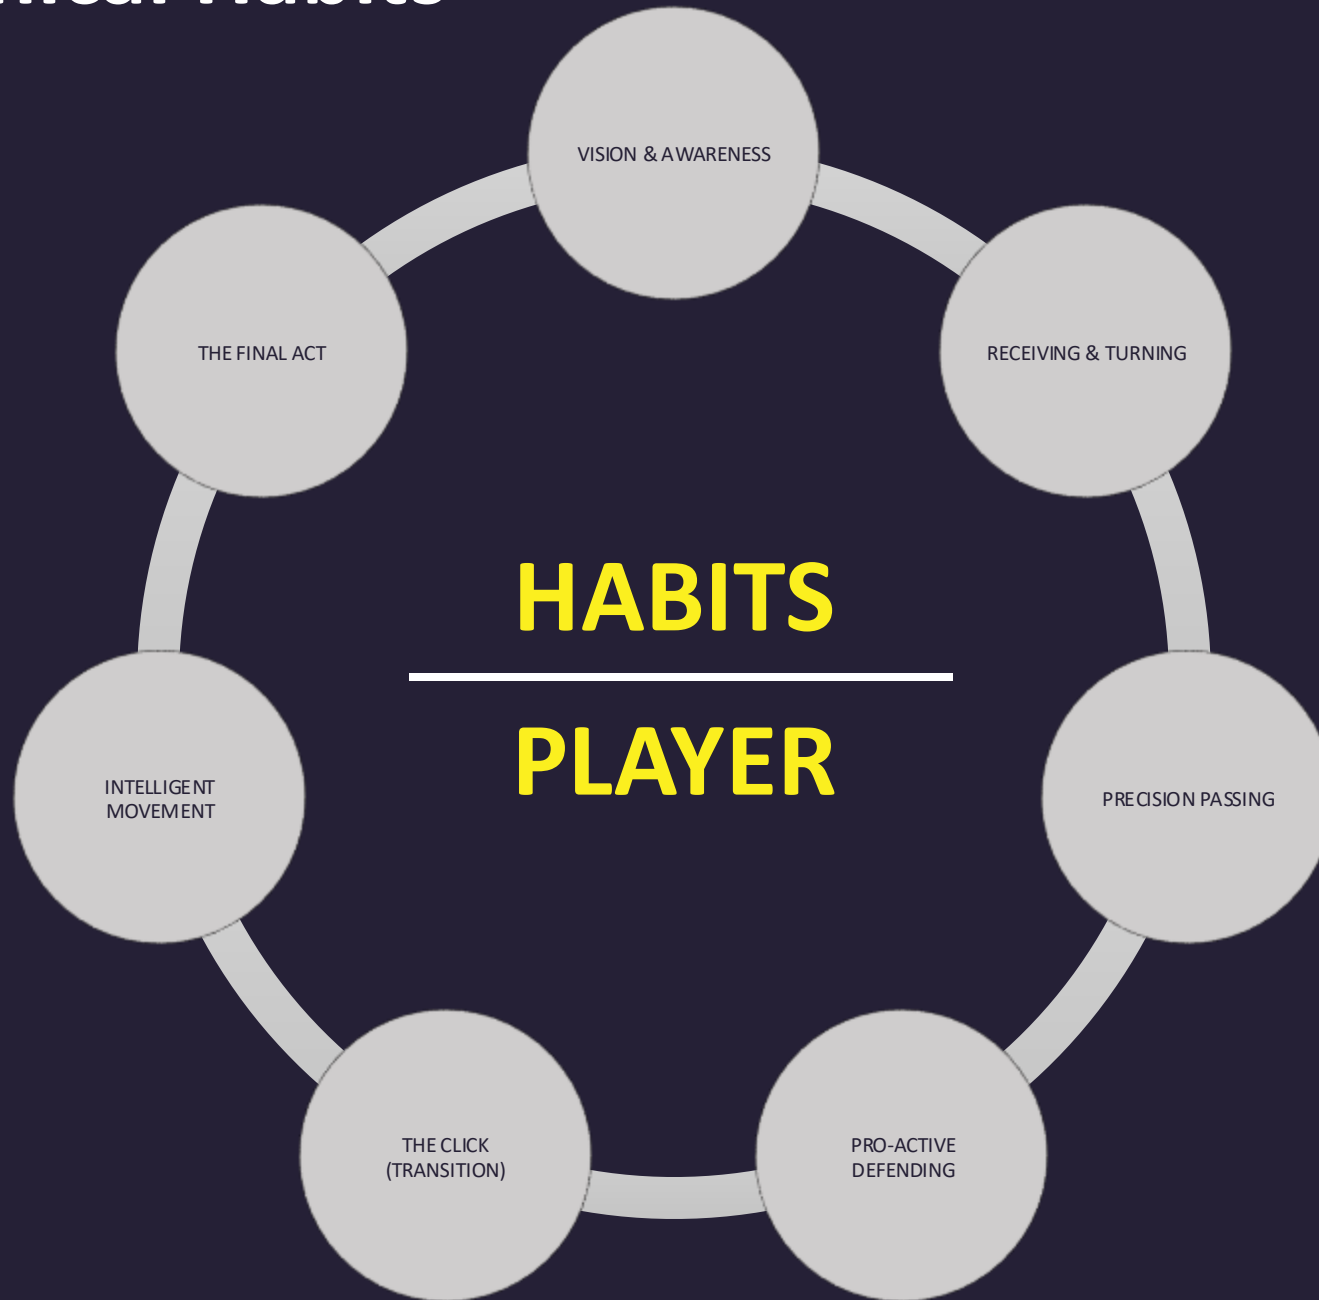 Habits
VISION & AWARENESS
THE FINAL ACT
RECEIVING & TURNING
HABITS
PLAYER
INTELLIGENT
MOVEMENT
PRECISION PASSING
THE CLICK
(TRANSITION)
PRO-ACTIVE
DEFENDING